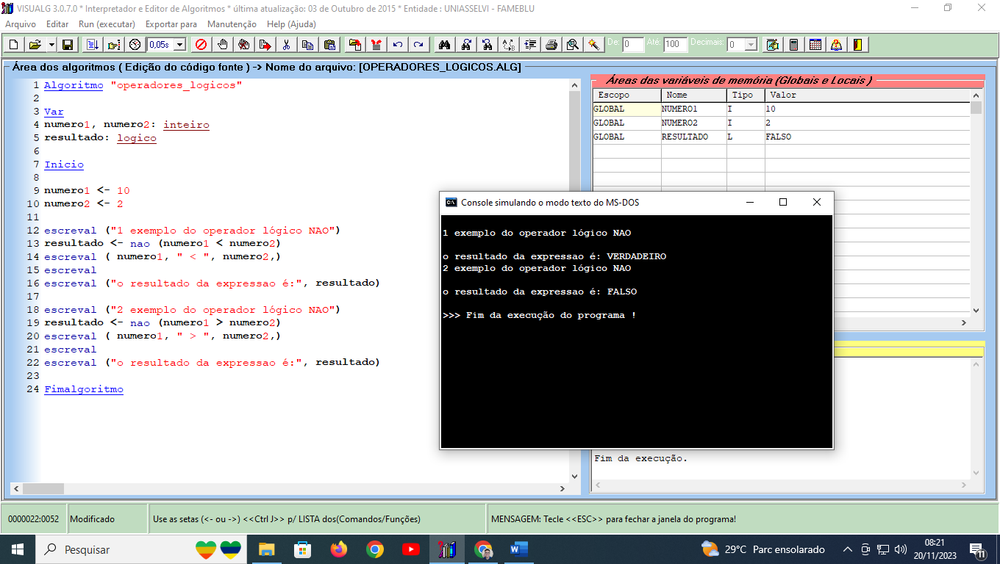 VISUALG 3.0.7.0 * Interpretador e Editor de Algoritmos * última atualização: 03 de Outubro de 2015 * Entidade : UNIASSELVI - FAMEBLU
Arquivo Editar Run (executar) Exportar para Manutenção Help (Ajuda)
0,05s De: 0 Até: 100 Decimais: 0
Área dos algoritmos ( Edição do código fonte ) -> Nome do arquivo: [OPERADORES_LOGICOS.ALG]
1 Algoritmo "operadores_logicos"
2
3 Var
4 numero1, numero2: inteiro
5 resultado: logico
6
7 Inicio
8
9 numero1 <- 10
10 numero2 <- 2
11
12 escreval ("1 exemplo do operador lógico NAO")
13 resultado <- nao (numero1 < numero2)
14 escreval ( numero1, " < ", numero2,)
15 escreval
16 escreval ("o resultado da expressao é:", resultado)
17
18 escreval ("2 exemplo do operador lógico NAO")
19 resultado <- nao (numero1 > numero2)
20 escreval ( numero1, " > ", numero2,)
21 escreval
22 escreval ("o resultado da expressao é:", resultado)
23
24 Fimalgoritmo
Áreas das variáveis de memória (Globais e Locais )
Escopo Nome Tipo Valor
GLOBAL NUMERO1 I 10
GLOBAL NUMERO2 I 2
GLOBAL RESULTADO L FALSO
Console simulando o modo texto do MS-DOS
1 exemplo do operador lógico NAO
o resultado da expressao é: VERDADEIRO
2 exemplo do operador lógico NAO
o resultado da expressao é: FALSO
>>> Fim da execução do programa !
Fim da execução.
0000022:0052 Modificado Use as setas (<- ou ->) <<Ctrl J>> p/ LISTA dos(Comandos/Funções) MENSAGEM: Tecle <<ESC>> para fechar a janela do programa!
Pesquisar
29°C Parc ensolarado
08:21
20/11/2023
11